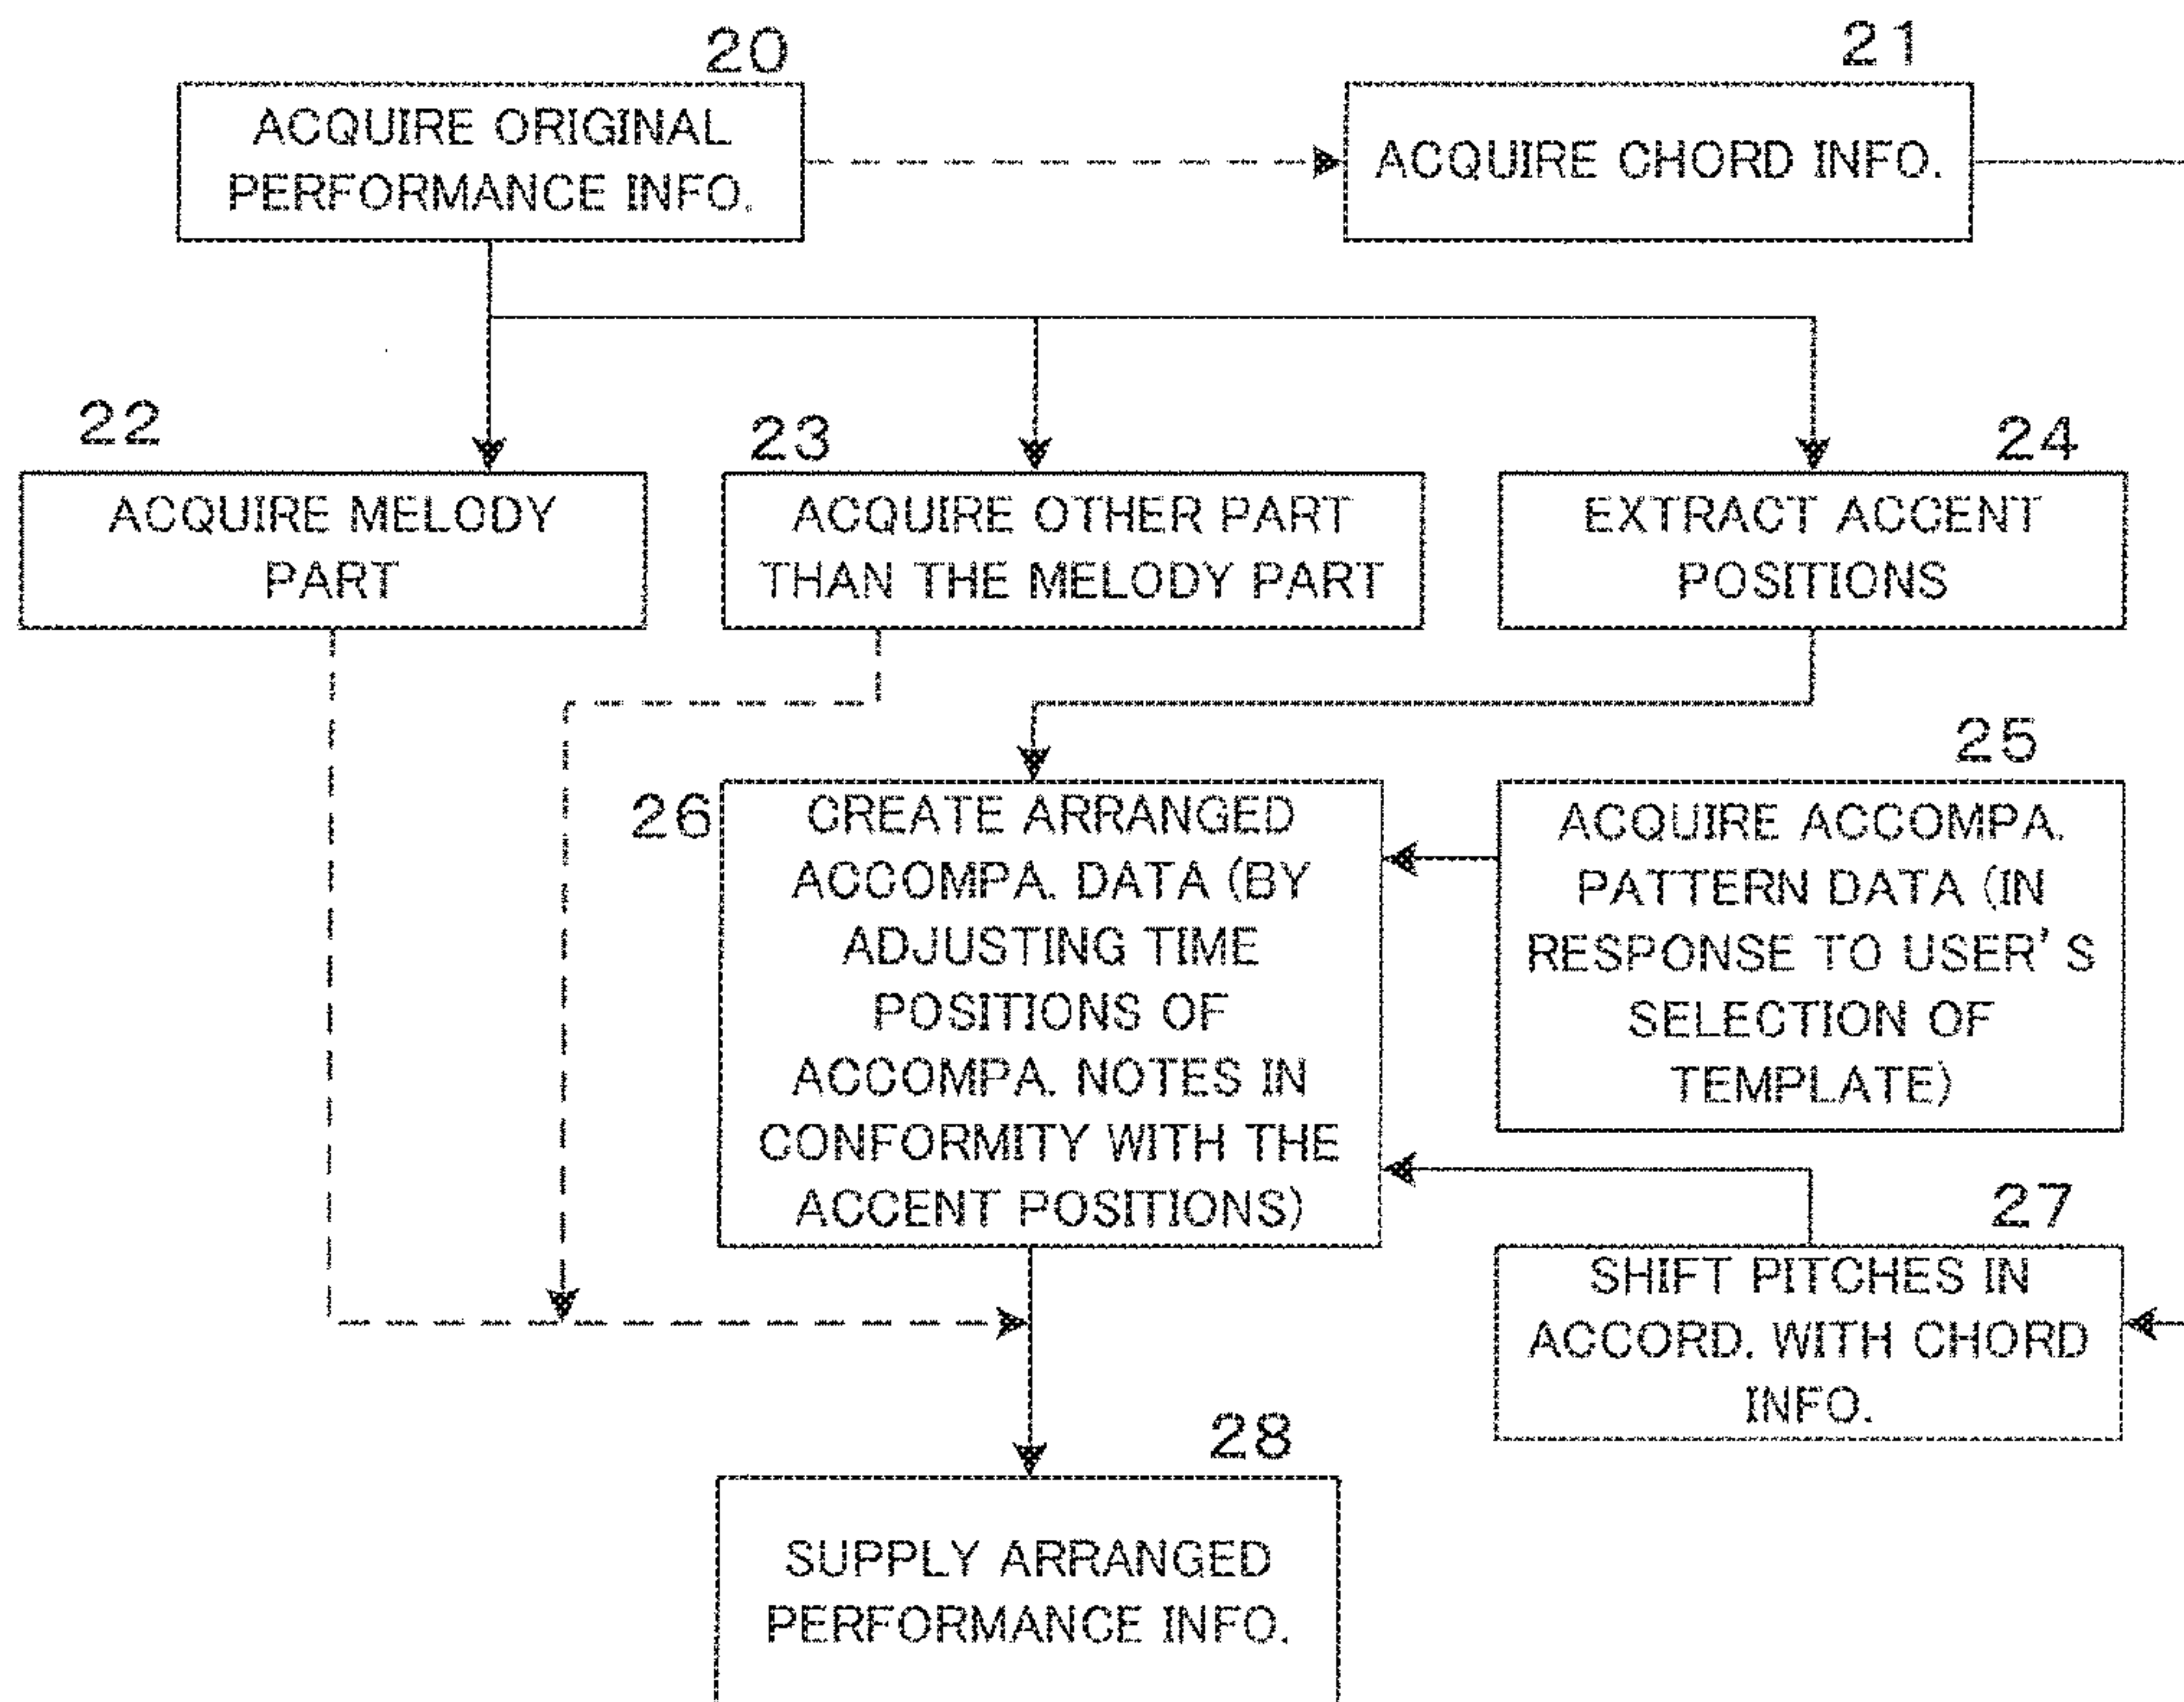 20
ACQUIRE ORIGINAL
PERFORMANCE INFO.
21
ACQUIRE CHORD INFO.
22
ACQUIRE MELODY
PART
23
ACQUIRE OTHER PART
THAN THE MELODY PART
24
EXTRACT ACCENT
POSITIONS
25
ACQUIRE ACCOMPA.
PATTERN DATA (IN
RESPONSE TO USER'S
SELECTION OF
TEMPLATE)
26
CREATE ARRANGED
ACCOMPA. DATA (BY
ADJUSTING TIME
POSITIONS OF
ACCOMPA. NOTES IN
CONFORMITY WITH THE
ACCENT POSITIONS)
27
SHIFT PITCHES IN
ACCORD. WITH CHORD
INFO.
28
SUPPLY ARRANGED
PERFORMANCE INFO.